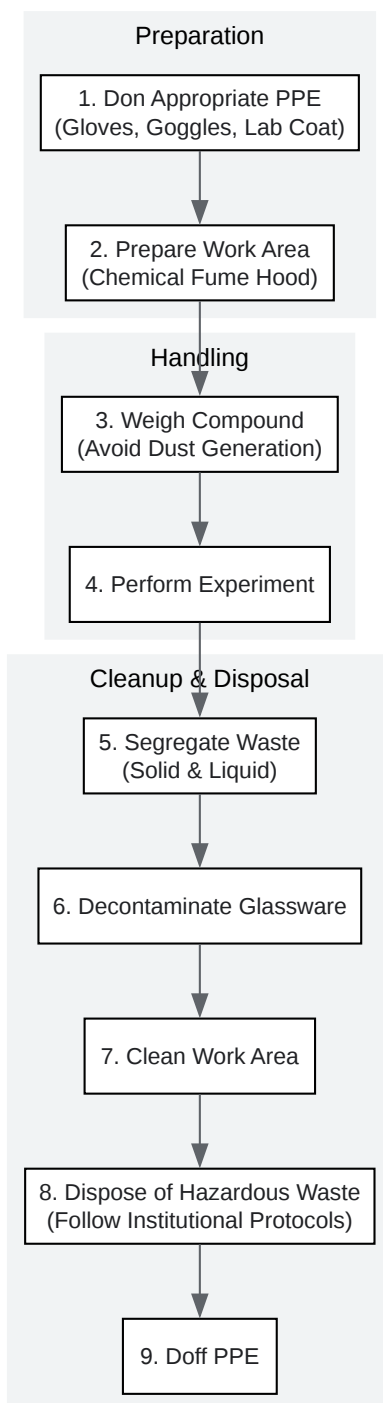 Preparation
1. Don Appropriate PPE
(Gloves, Goggles, Lab Coat)
2. Prepare Work Area
(Chemical Fume Hood)
Handling
3. Weigh Compound
(Avoid Dust Generation)
4. Perform Experiment
Cleanup & Disposal
5. Segregate Waste
(Solid & Liquid)
6. Decontaminate Glassware
7. Clean Work Area
8. Dispose of Hazardous Waste
(Follow Institutional Protocols)
9. Doff PPE